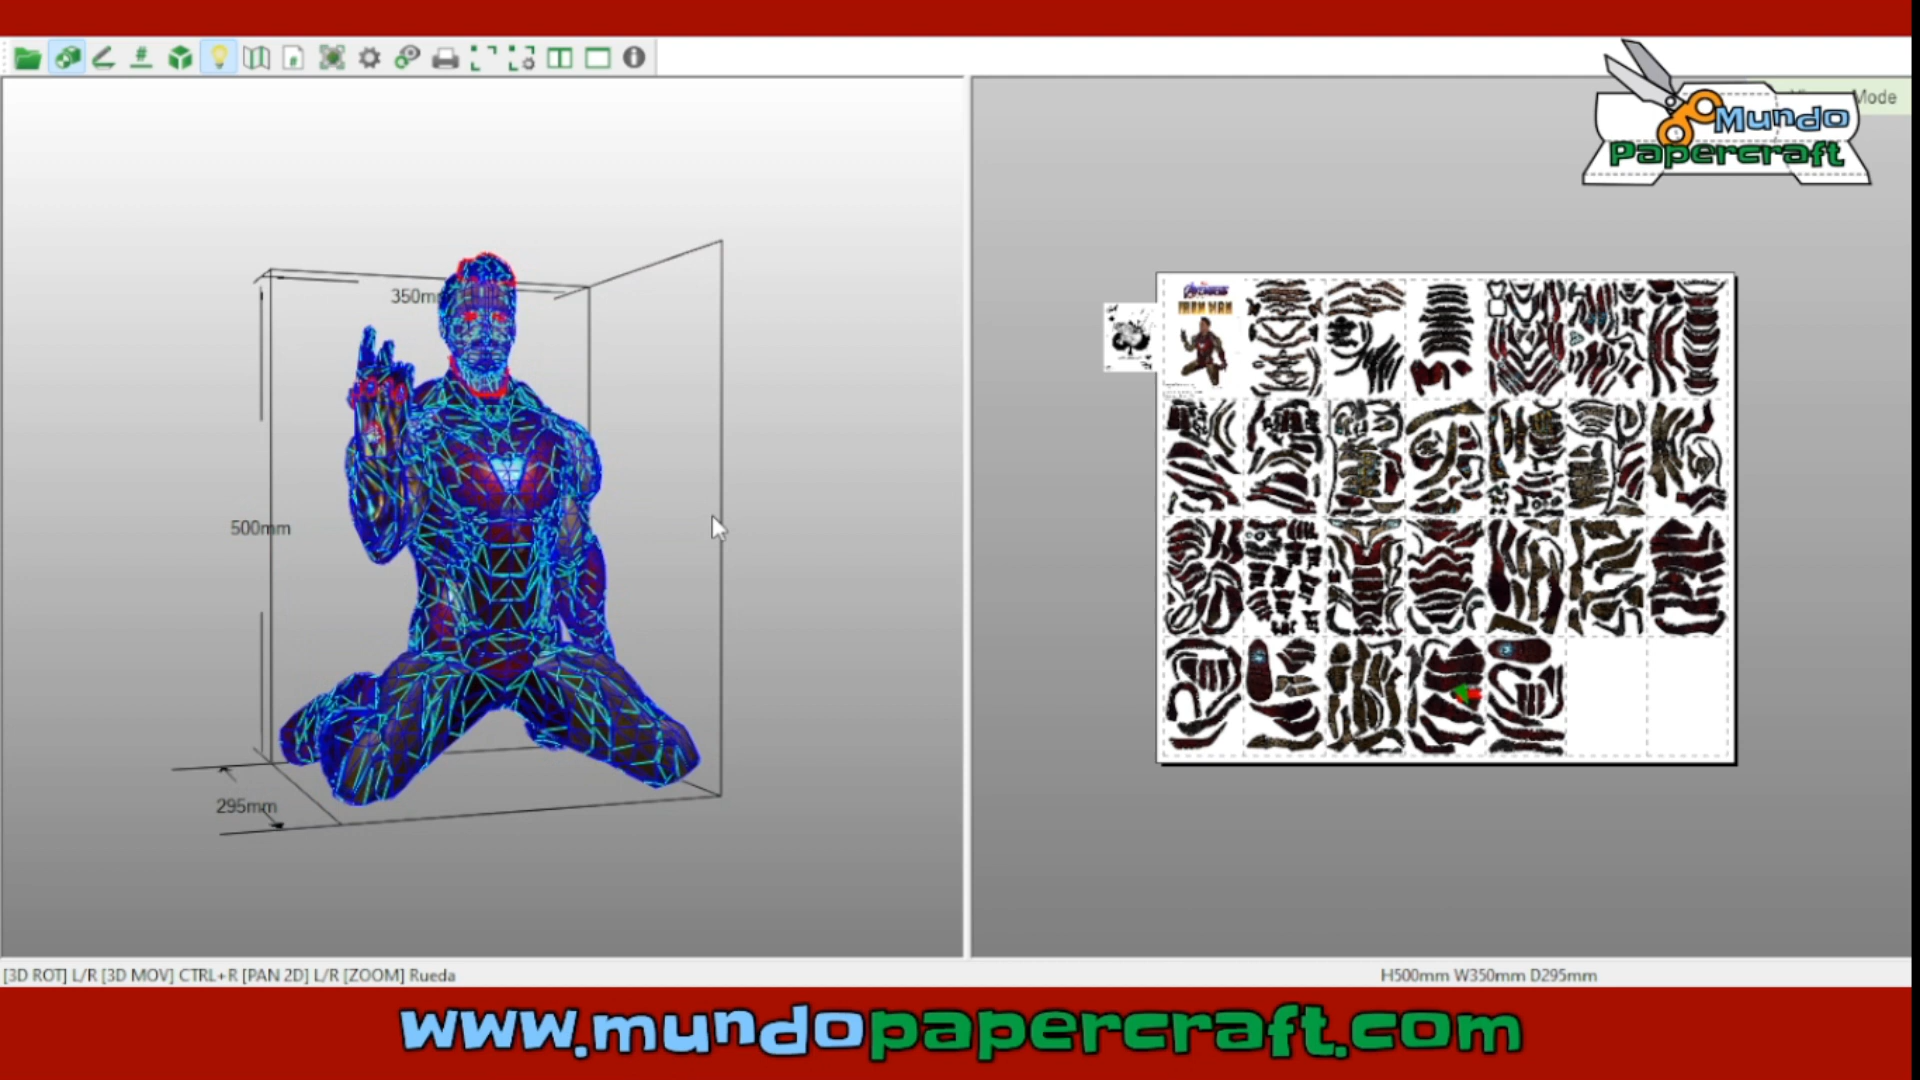 Mode
Mundo
Papercraft
350m
500mm
295mm
AVENGERS
IRON MAN
[3D ROT] L/R [3D MOV] CTRL+R [PAN 2D] L/R [ZOOM] Rueda
H500mm W350mm D295mm
www.mundopapercraft.com